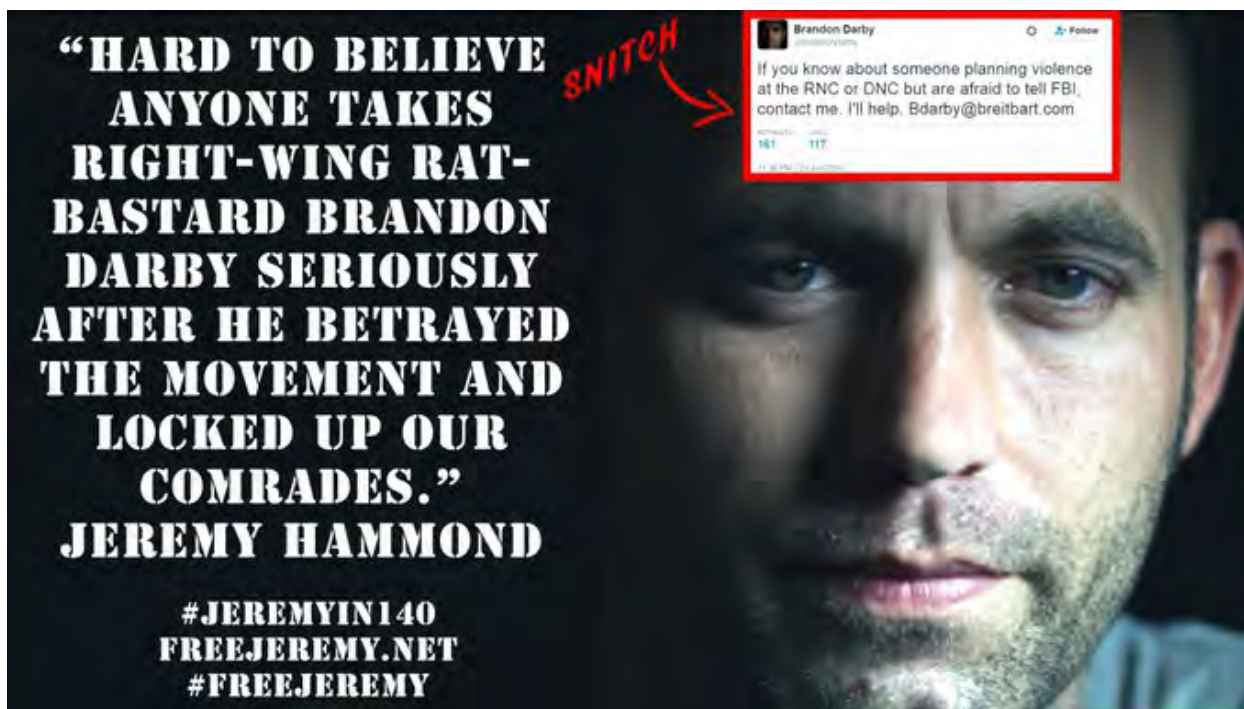 “HARD TO BELIEVE
ANYONE TAKES
RIGHT-WING RAT-
BASTARD BRANDON
DARBY SERIOUSLY
AFTER HE BETRAYED
THE MOVEMENT AND
LOCKED UP OUR
COMRADES.”
JEREMY HAMMOND
#JEREMYIN140
FREEJEREMY.NET
#FREEJEREMY
SNITCH
Brandon Darby
Follow
If you know about someone planning violence
at the RNC or DNC but are afraid to tell FBI,
contact me. I'll help. Bdarby@breitbart.com
161 117